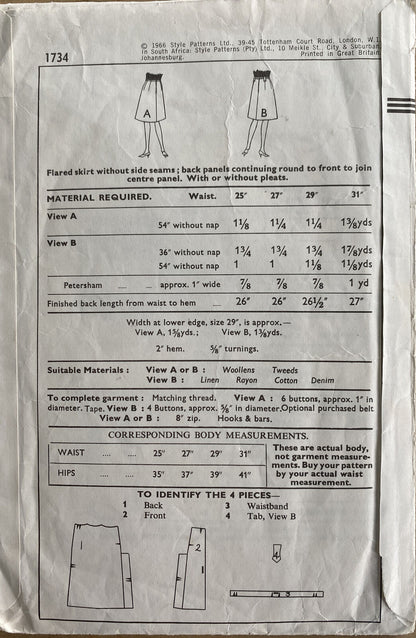 © 1966 Style Patterns Ltd., 39-45 Tottenham Court Road, London, W.1
In South Africa: Style Patterns (Pty) Ltd., 10 Meikle St., City & Suburban,
Johannesburg. Printed in Great Britain
1734
A B
Flared skirt without side seams ; back panels continuing round to front to join
centre panel. With or without pleats.
MATERIAL REQUIRED. Waist. 25" 27" 29" 31"
View A
54" without nap 1⅛ 1¼ 1¼ 1⅜yds
View B
36" without nap 1¾ 1¾ 1¾ 1⅞yds
54" without nap 1 1 1⅛ 1⅛yds
Petersham .... approx. 1" wide ⅞ ⅞ ⅞ 1 yd
Finished back length from waist to hem .... 26" 26" 26½" 27"
Width at lower edge, size 29", is approx.—
View A, 1⅝yds.; View B, 1⅜yds.
2" hem. ⅝" turnings.
Suitable Materials : View A or B : Woollens Tweeds
View B : Linen Rayon Cotton Denim
To complete garment : Matching thread. View A : 6 buttons, approx. 1" in
diameter. Tape. View B : 4 Buttons, approx. ⅝" in diameter. Optional purchased belt
View A or B : 8" zip. Hooks & bars.
CORRESPONDING BODY MEASUREMENTS.
WAIST .... .... 25" 27" 29" 31"
HIPS .... .... 35" 37" 39" 41"
These are actual body,
not garment measure-
ments. Buy your pattern
by your actual waist
measurement.
TO IDENTIFY THE 4 PIECES—
1 Back 3 Waistband
2 Front 4 Tab, View B
1 2 4
3